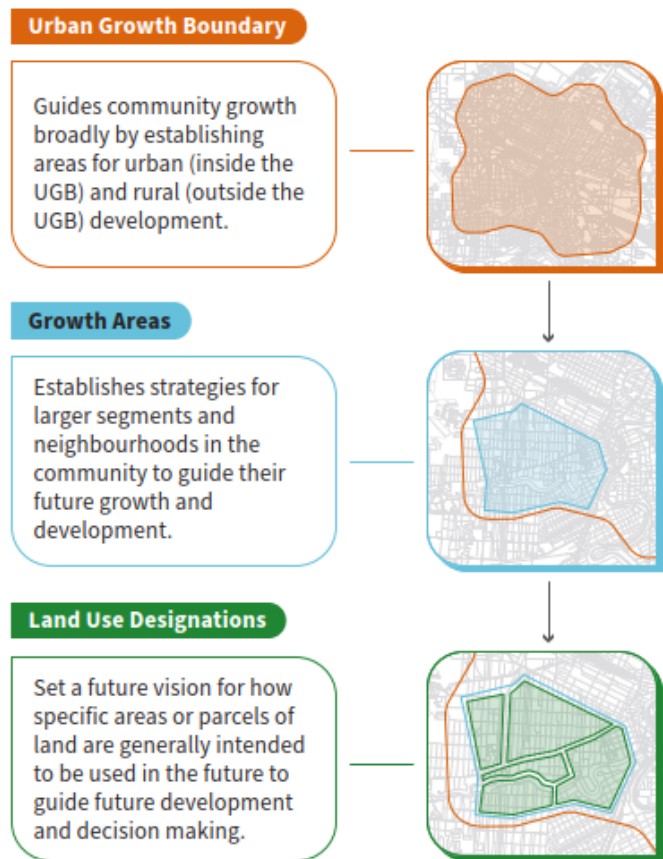 Urban Growth Boundary
Guides community growth
broadly by establishing
areas for urban (inside the
UGB) and rural (outside the
UGB) development.
Growth Areas
Establishes strategies for
larger segments and
neighbourhoods in the
community to guide their
future growth and
development.
Land Use Designations
Set a future vision for how
specific areas or parcels of
land are generally intended
to be used in the future to
guide future development
and decision making.